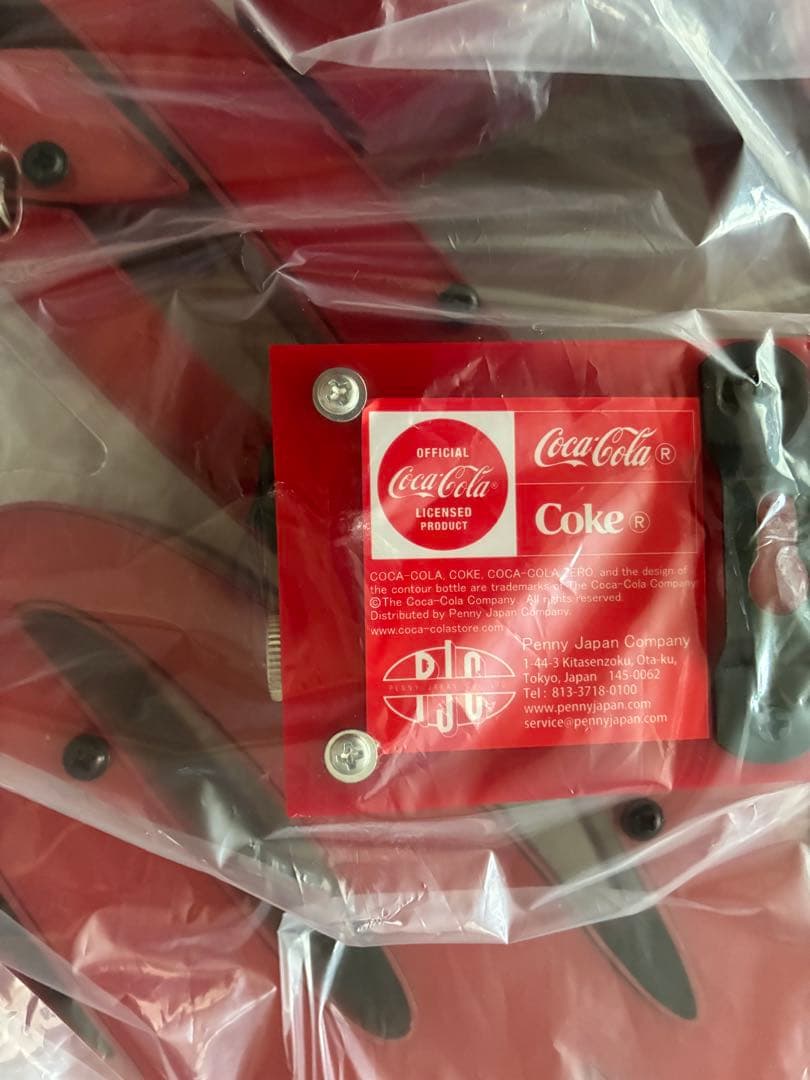 OFFICIAL
Coca-Cola®
LICENSED
PRODUCT
Coca-Cola®
Coke®
COCA-COLA, COKE, COCA-COLA ZERO, and the design of
the contour bottle are trademarks of The Coca-Cola Company
©The Coca-Cola Company. All rights reserved.
Distributed by Penny Japan Company.
www.coca-colastore.com
PJC
PENNY JAPAN
Penny Japan Company
1-44-3 Kitasenzoku, Ota-ku,
Tokyo, Japan 145-0062
Tel : 813-3718-0100
www.pennyjapan.com
service@pennyjapan.com